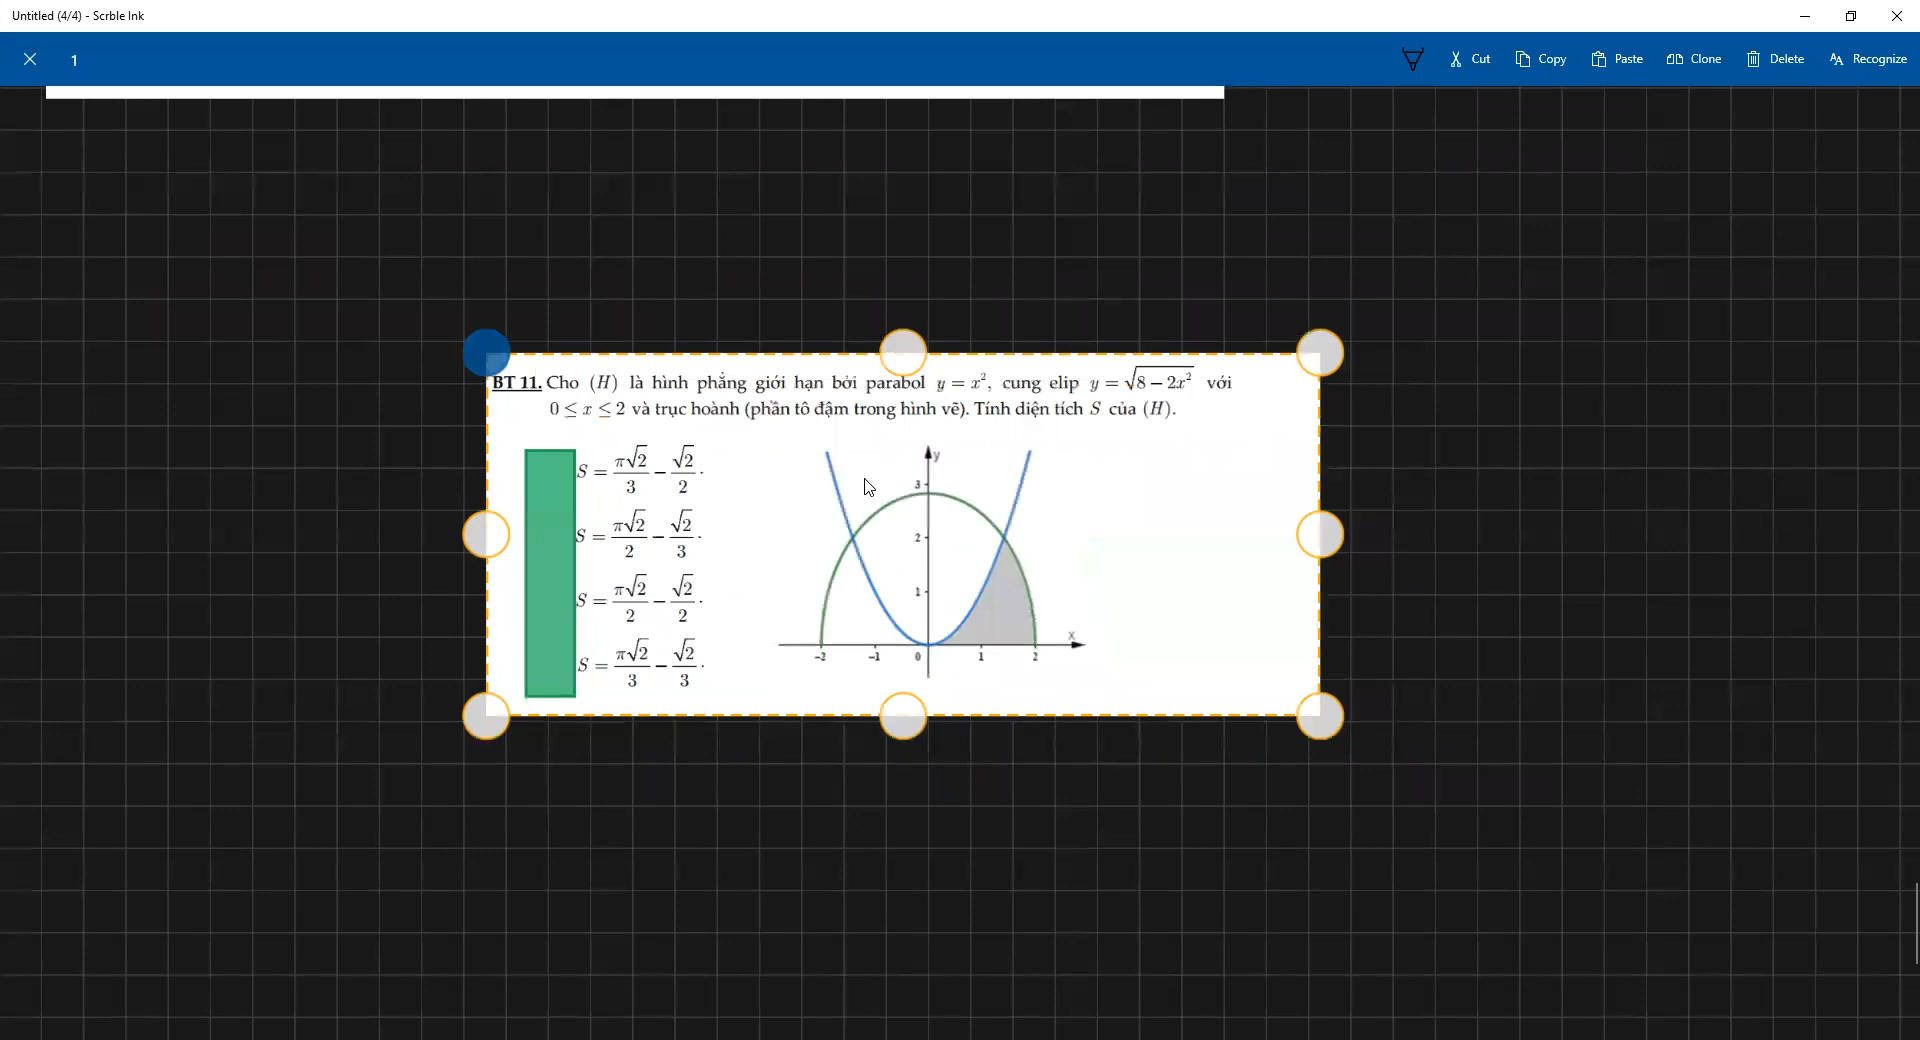 Untitled (4/4) - Scrble Ink
1
Cut
Copy
Paste
Clone
Delete
Recognize
BT 11. Cho (H) là hình phẳng giới hạn bởi parabol y = x², cung elip y = √(8 − 2x²) với
0 ≤ x ≤ 2 và trục hoành (phần tô đậm trong hình vẽ). Tính diện tích S của (H).
S = π√2/3 − √2/2.
S = π√2/2 − √2/3.
S = π√2/2 − √2/2.
S = π√2/3 − √2/3.
y
3
2
1
x
-2 -1 0 1 2